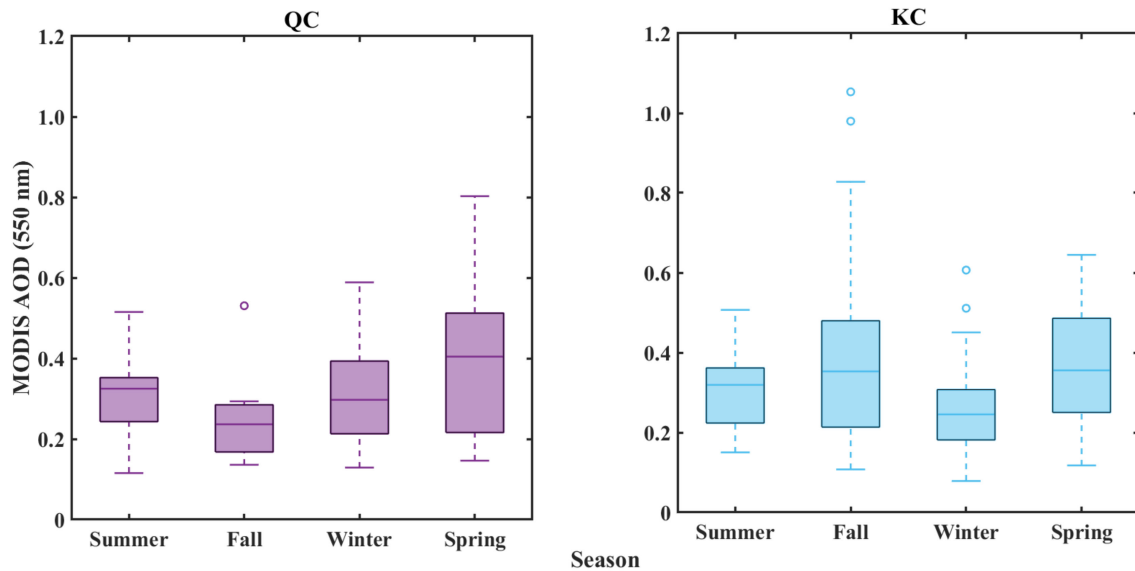 QC
1.2
1.0
0.8
0.6
0.4
0.2
0
MODIS AOD (550 nm)
Summer Fall Winter Spring
KC
1.2
1.0
0.8
0.6
0.4
0.2
0
Summer Fall Winter Spring
Season